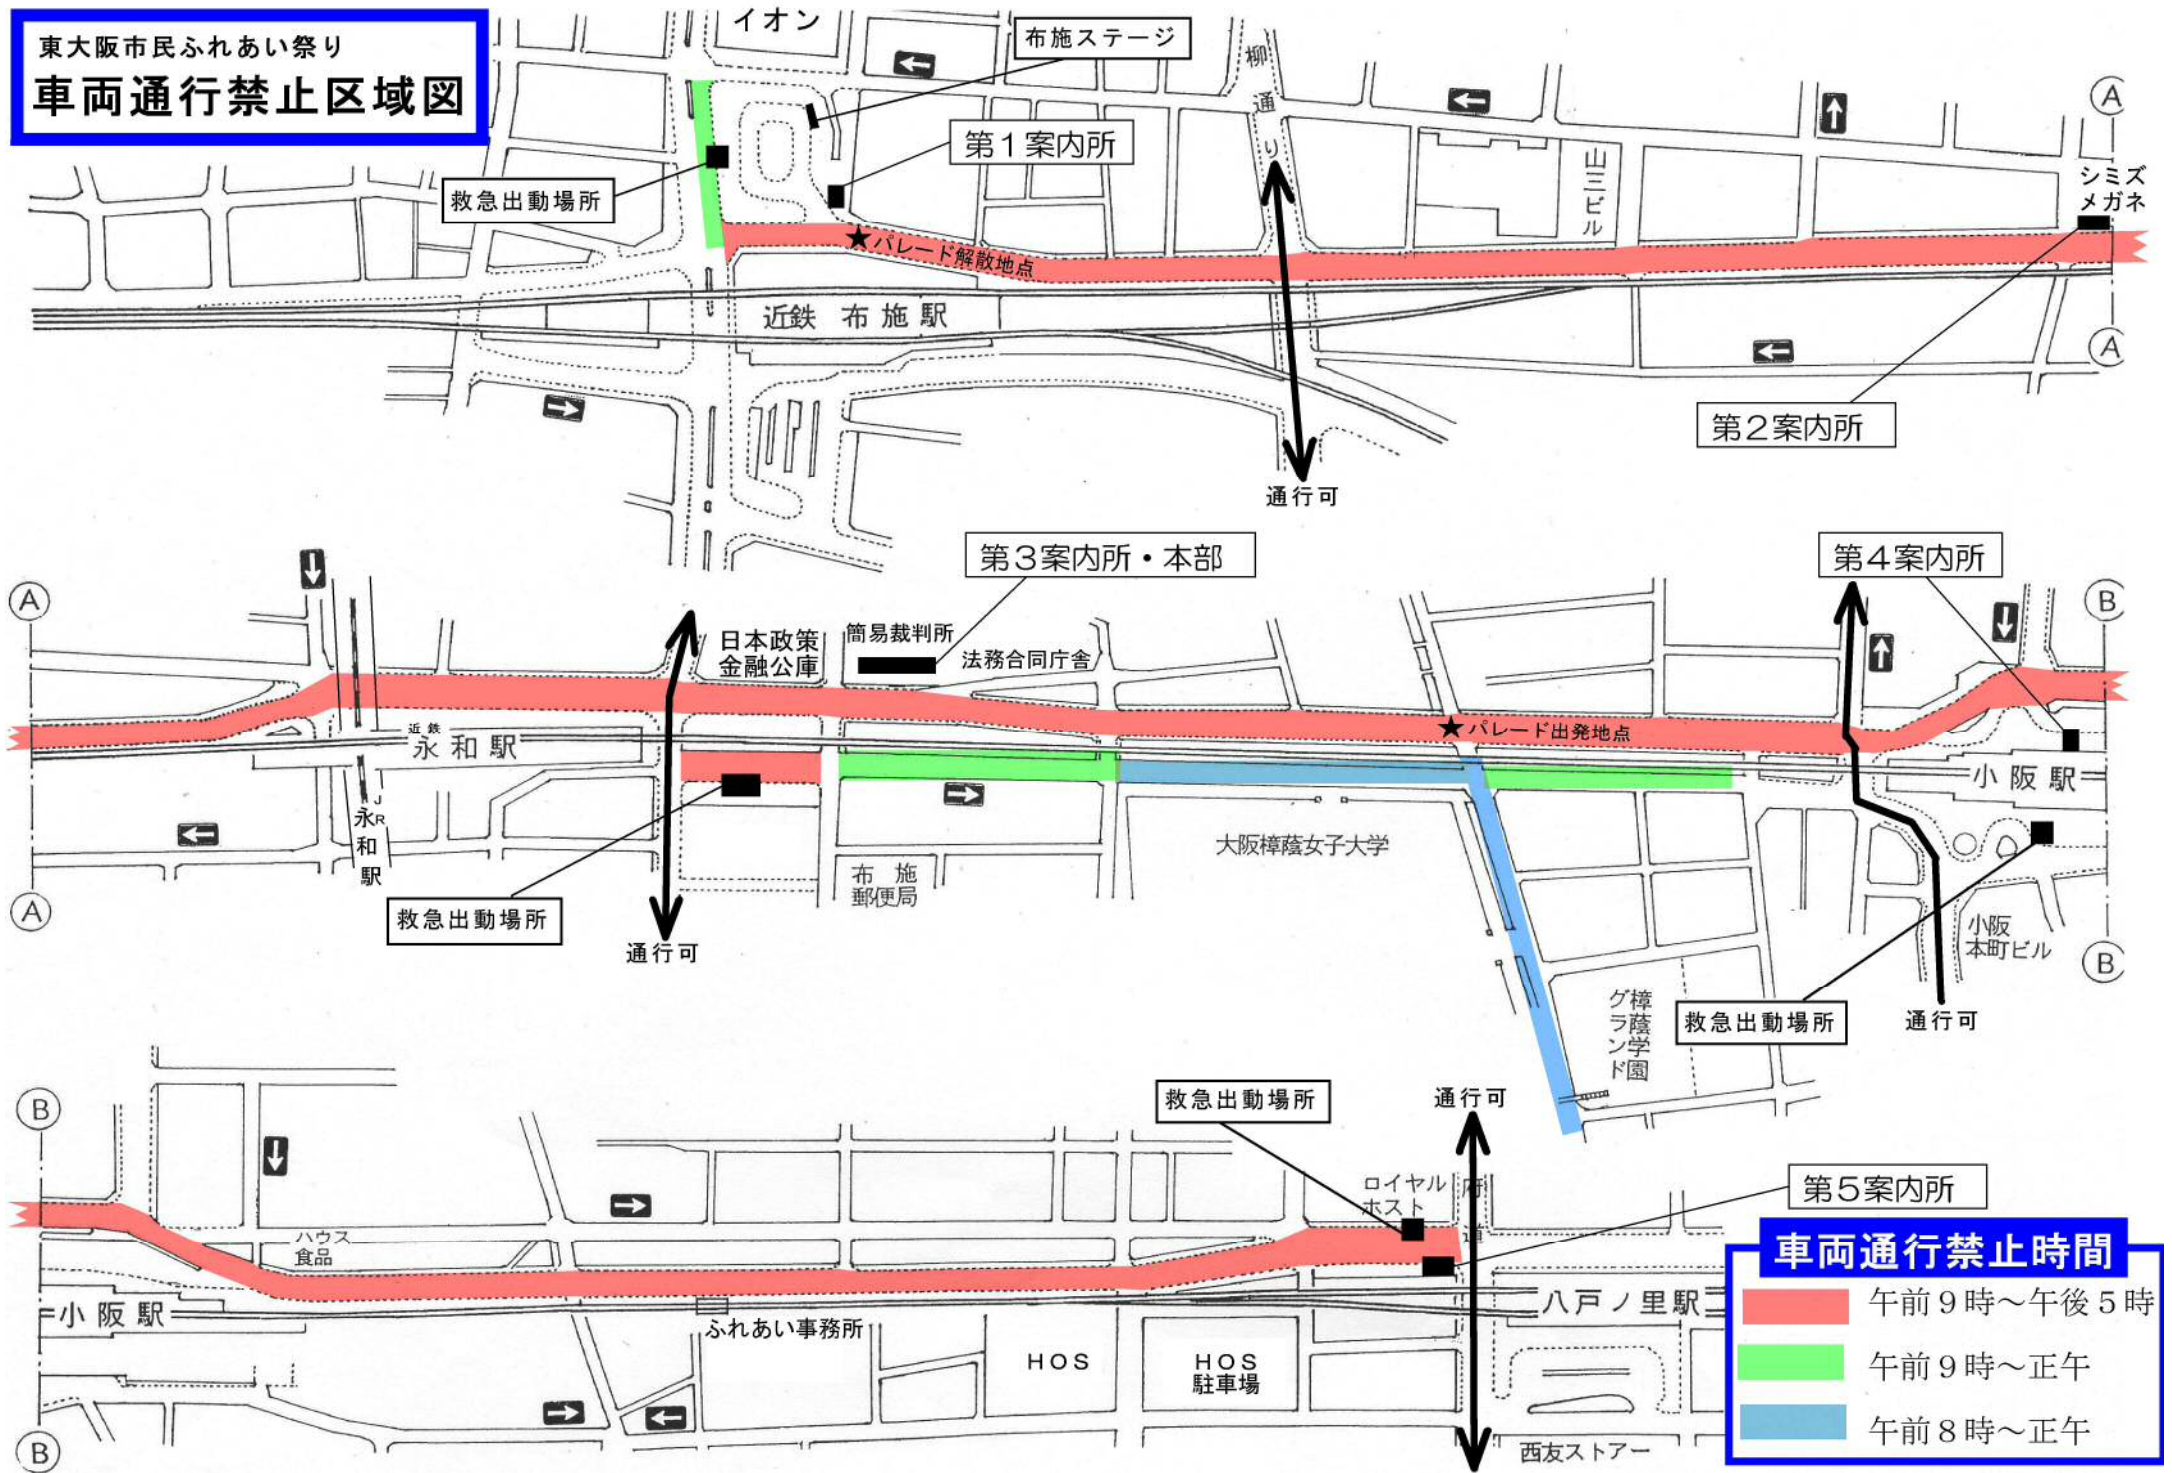 東大阪市民ふれあい祭り
車両通行禁止区域図
イオン
布施ステージ
柳通り
第1案内所
救急出動場所
山三ビル
Ⓐ
シミズ
メガネ
★パレード解散地点
近鉄 布施駅
Ⓐ
第2案内所
通行可
第3案内所・本部
第4案内所
Ⓐ
Ⓑ
日本政策
金融公庫
簡易裁判所
法務合同庁舎
近鉄
永和駅
★パレード出発地点
小阪駅
JR
永和駅
大阪樟蔭女子大学
布施
郵便局
救急出動場所
通行可
Ⓐ
小阪
本町ビル
Ⓑ
樟蔭学園
グランド
救急出動場所
通行可
Ⓑ
救急出動場所
通行可
ロイヤル
ホスト
府道
第5案内所
ハウス
食品
小阪駅
ふれあい事務所
八戸ノ里駅
HOS
HOS
駐車場
西友ストアー
Ⓑ
車両通行禁止時間
午前9時～午後5時
午前9時～正午
午前8時～正午